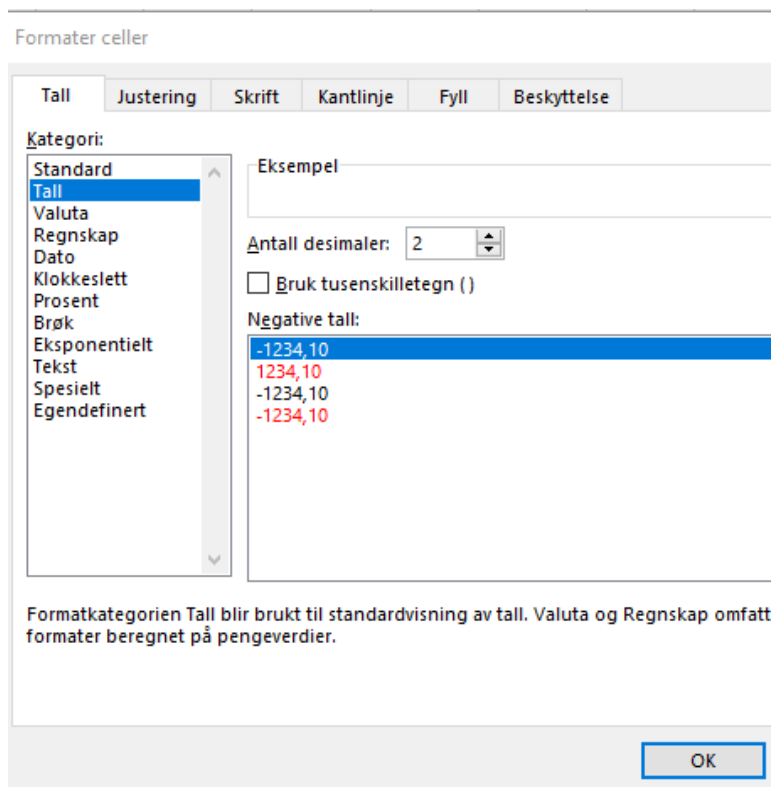 Formater celler
Tall
Justering
Skrift
Kantlinje
Fyll
Beskyttelse
Kategori:
Standard
Tall
Valuta
Regnskap
Dato
Klokkeslett
Prosent
Brøk
Eksponentielt
Tekst
Spesielt
Egendefinert
Eksempel
Antall desimaler: 2
Bruk tusenskilletegn ( )
Negative tall:
-1234,10
1234,10
-1234,10
-1234,10
Formatkategorien Tall blir brukt til standardvisning av tall. Valuta og Regnskap omfatt
formater beregnet på pengeverdier.
OK